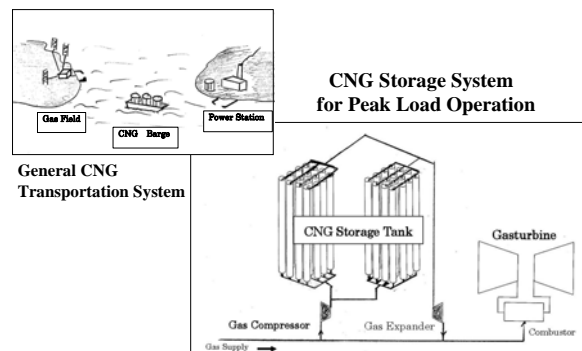 Gas Field
CNG Barge
Power Station
General CNG
Transportation System
CNG Storage System
for Peak Load Operation
CNG Storage Tank
Gasturbine
Gas Compressor
Gas Expander
Combustor
Gas Supply